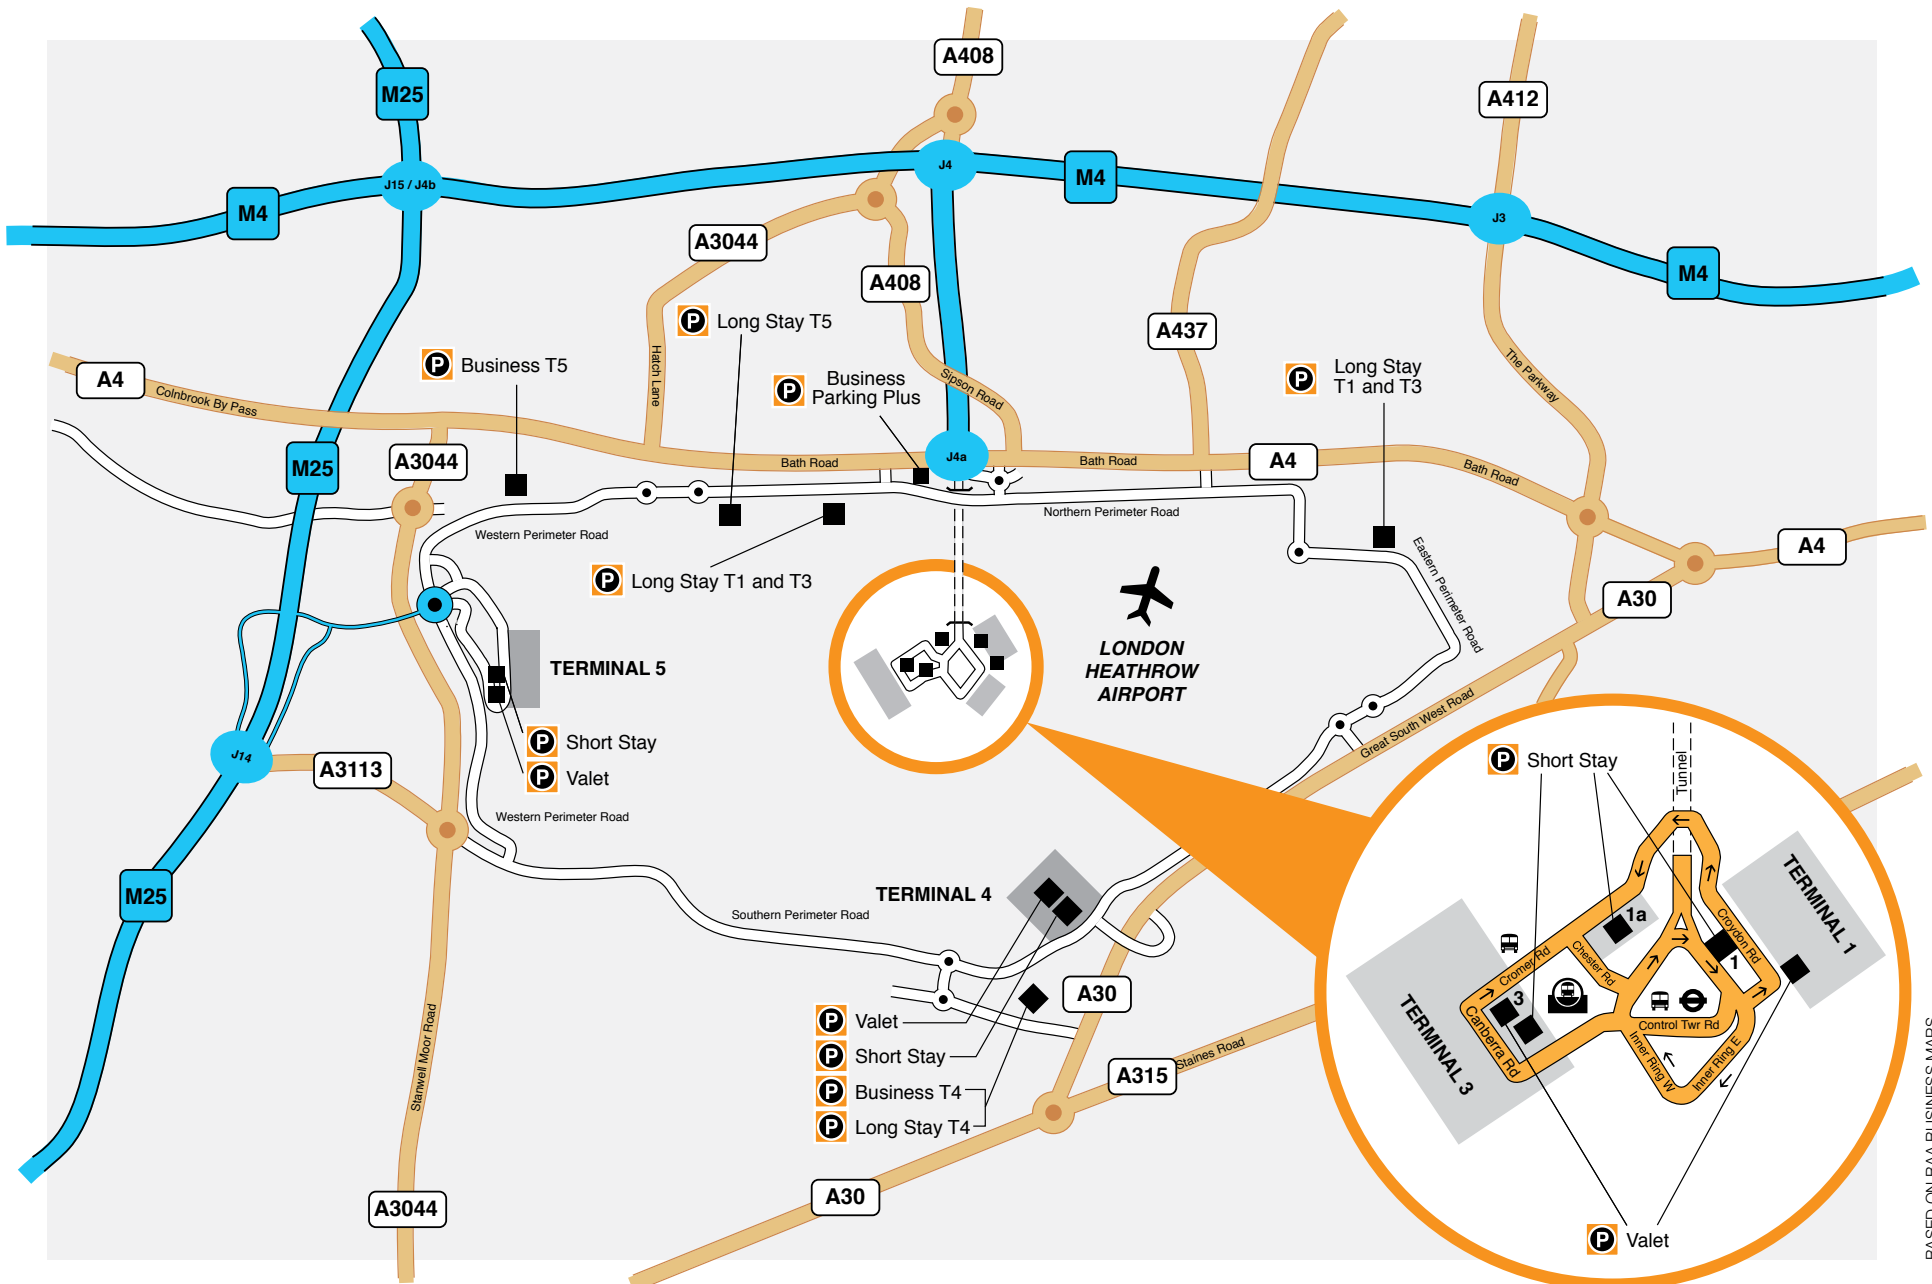 A408
M25
A412
J4
M4
J15 / J4b
M4
J3
A3044
M4
A408
P Long Stay T5
A437
Hatch Lane
P Business T5
Sipson Road
The Parkway
P Long Stay
T1 and T3
A4
Colnbrook By Pass
P Business
Parking Plus
A3044
M25
Bath Road
J4a
Bath Road
A4
Bath Road
Northern Perimeter Road
Western Perimeter Road
A4
P Long Stay T1 and T3
Eastern Perimeter Road
A30
LONDON
HEATHROW
AIRPORT
TERMINAL 5
Great South West Road
P Short Stay
P Valet
J14
A3113
P Short Stay
Tunnel
Western Perimeter Road
M25
TERMINAL 4
Southern Perimeter Road
TERMINAL 1
1a
Croydon Rd
1
Cromer Rd
Chester Rd
3
Canberra Rd
TERMINAL 3
Control Twr Rd
Inner Ring W
Inner Ring E
A30
P Valet
P Short Stay
P Business T4
P Long Stay T4
A315
Staines Road
Stanwell Moor Road
A3044
A30
P Valet
BASED ON BAA BUSINESS MAPS